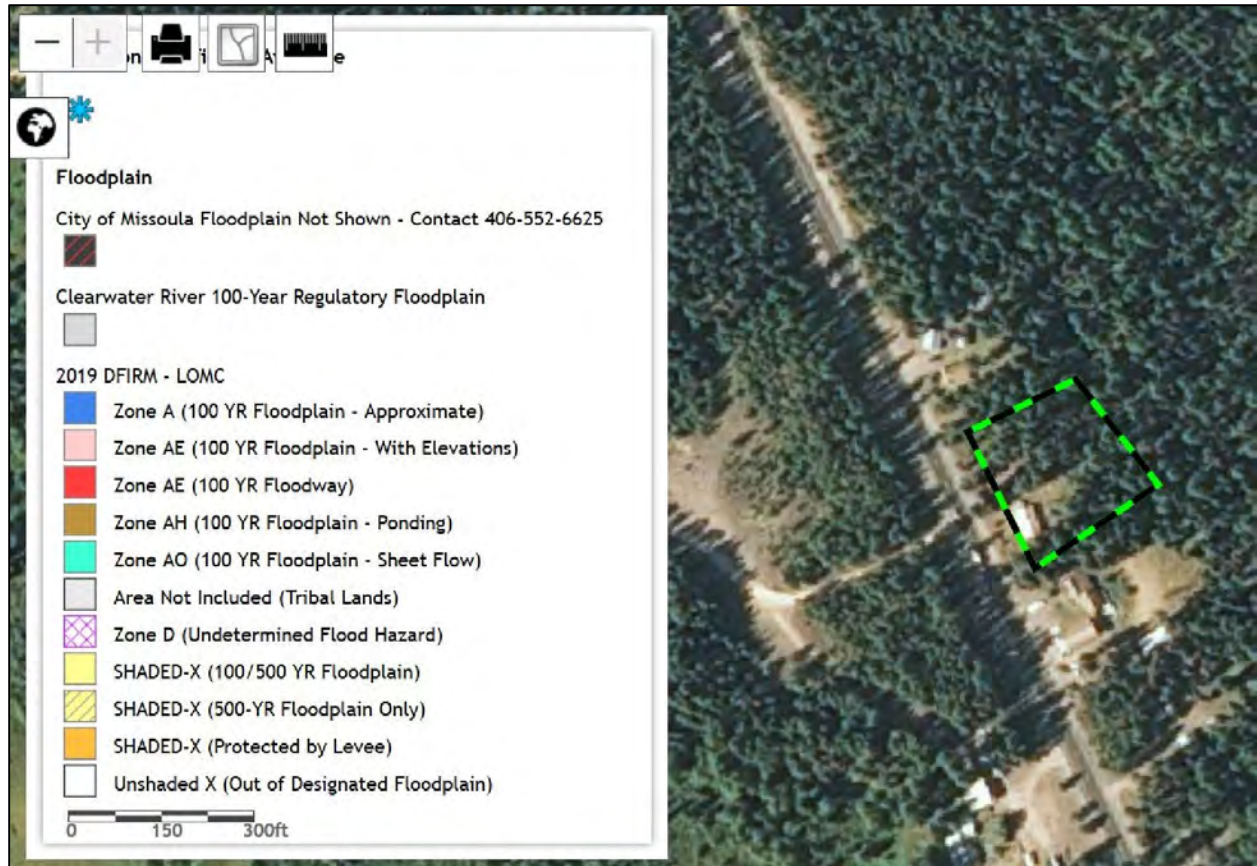 Floodplain
City of Missoula Floodplain Not Shown - Contact 406-552-6625
Clearwater River 100-Year Regulatory Floodplain
2019 DFIRM - LOMC
Zone A (100 YR Floodplain - Approximate)
Zone AE (100 YR Floodplain - With Elevations)
Zone AE (100 YR Floodway)
Zone AH (100 YR Floodplain - Ponding)
Zone AO (100 YR Floodplain - Sheet Flow)
Area Not Included (Tribal Lands)
Zone D (Undetermined Flood Hazard)
SHADED-X (100/500 YR Floodplain)
SHADED-X (500-YR Floodplain Only)
SHADED-X (Protected by Levee)
Unshaded X (Out of Designated Floodplain)
0 150 300ft